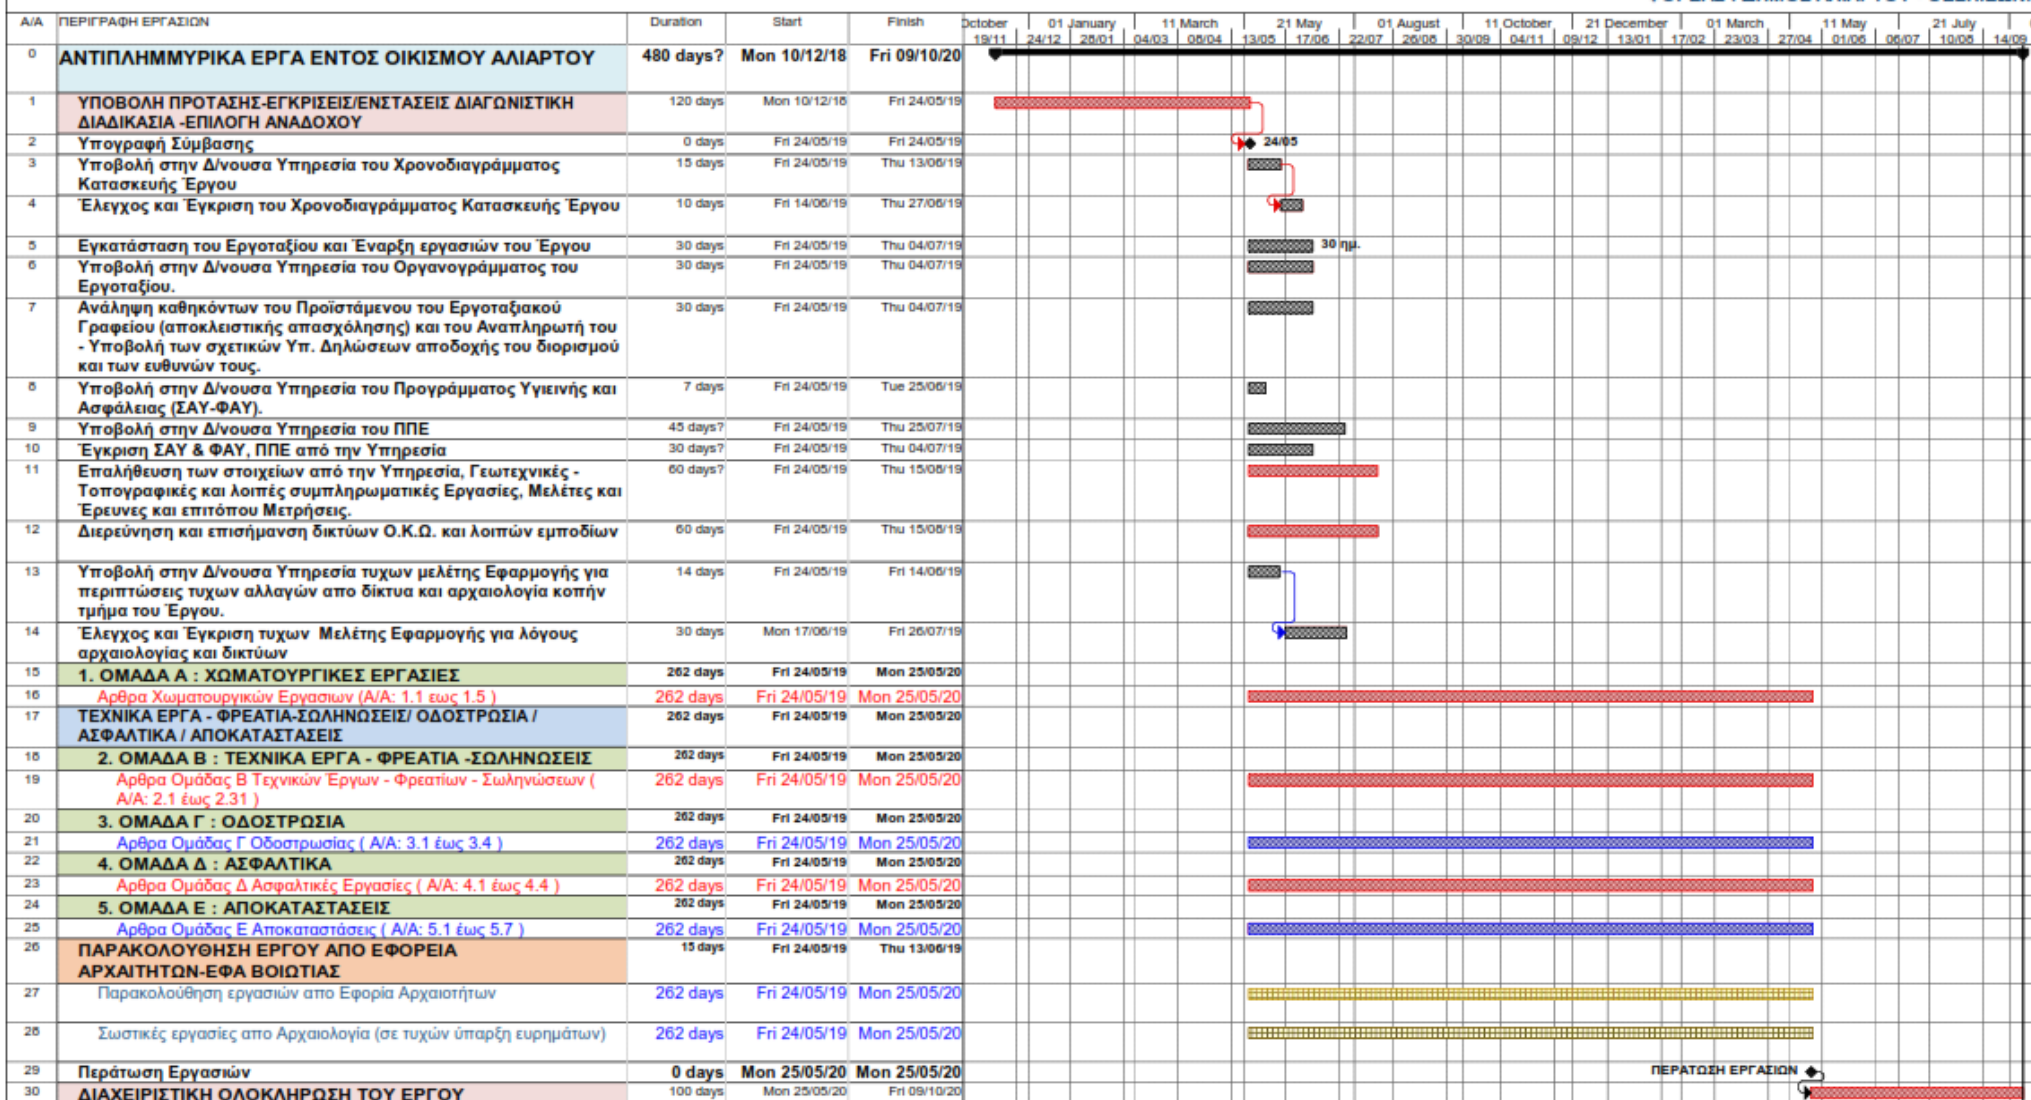 Α/Α ΠΕΡΙΓΡΑΦΗ ΕΡΓΑΣΙΩΝ Duration Start Finish October 01 January 11 March 21 May 01 August 11 October 21 December 01 March 11 May 21 July
19/11 24/12 28/01 04/03 08/04 13/05 17/06 22/07 26/08 30/09 04/11 09/12 13/01 17/02 23/03 27/04 01/06 06/07 10/08 14/09
0 ΑΝΤΙΠΛΗΜΜΥΡΙΚΑ ΕΡΓΑ ΕΝΤΟΣ ΟΙΚΙΣΜΟΥ ΑΛΙΑΡΤΟΥ 480 days? Mon 10/12/18 Fri 09/10/20
1 ΥΠΟΒΟΛΗ ΠΡΟΤΑΣΗΣ-ΕΓΚΡΙΣΕΙΣ/ΕΝΣΤΑΣΕΙΣ ΔΙΑΓΩΝΙΣΤΙΚΗ 120 days Mon 10/12/18 Fri 24/05/19
ΔΙΑΔΙΚΑΣΙΑ -ΕΠΙΛΟΓΗ ΑΝΑΔΟΧΟΥ
2 Υπογραφή Σύμβασης 0 days Fri 24/05/19 Fri 24/05/19 24/05
3 Υποβολή στην Δ/νουσα Υπηρεσία του Χρονοδιαγράμματος 15 days Fri 24/05/19 Thu 13/06/19
Κατασκευής Έργου
4 Έλεγχος και Έγκριση του Χρονοδιαγράμματος Κατασκευής Έργου 10 days Fri 14/06/19 Thu 27/06/19
5 Εγκατάσταση του Εργοταξίου και Έναρξη εργασιών του Έργου 30 days Fri 24/05/19 Thu 04/07/19 30 ημ.
6 Υποβολή στην Δ/νουσα Υπηρεσία του Οργανογράμματος του 30 days Fri 24/05/19 Thu 04/07/19
Εργοταξίου.
7 Ανάληψη καθηκόντων του Προϊστάμενου του Εργοταξιακού 30 days Fri 24/05/19 Thu 04/07/19
Γραφείου (αποκλειστικής απασχόλησης) και του Αναπληρωτή του
- Υποβολή των σχετικών Υπ. Δηλώσεων αποδοχής του διορισμού
και των ευθυνών τους.
8 Υποβολή στην Δ/νουσα Υπηρεσία του Προγράμματος Υγιεινής και 7 days Fri 24/05/19 Tue 25/06/19
Ασφάλειας (ΣΑΥ-ΦΑΥ).
9 Υποβολή στην Δ/νουσα Υπηρεσία του ΠΠΕ 45 days? Fri 24/05/19 Thu 25/07/19
10 Έγκριση ΣΑΥ & ΦΑΥ, ΠΠΕ από την Υπηρεσία 30 days? Fri 24/05/19 Thu 04/07/19
11 Επαλήθευση των στοιχείων από την Υπηρεσία, Γεωτεχνικές - 60 days? Fri 24/05/19 Thu 15/08/19
Τοπογραφικές και λοιπές συμπληρωματικές Εργασίες, Μελέτες και
Έρευνες και επιτόπου Μετρήσεις.
12 Διερεύνηση και επισήμανση δικτύων Ο.Κ.Ω. και λοιπών εμποδίων 60 days Fri 24/05/19 Thu 15/08/19
13 Υποβολή στην Δ/νουσα Υπηρεσία τυχων μελέτης Εφαρμογής για 14 days Fri 24/05/19 Fri 14/06/19
περιπτώσεις τυχων αλλαγών απο δίκτυα και αρχαιολογία κοπήν
τμήμα του Έργου.
14 Έλεγχος και Έγκριση τυχων Μελέτης Εφαρμογής για λόγους 30 days Mon 17/06/19 Fri 26/07/19
αρχαιολογίας και δικτύων
15 1. ΟΜΑΔΑ Α : ΧΩΜΑΤΟΥΡΓΙΚΕΣ ΕΡΓΑΣΙΕΣ 262 days Fri 24/05/19 Mon 25/05/20
16 Αρθρα Χωματουργικών Εργασιων (Α/Α: 1.1 εως 1.5 ) 262 days Fri 24/05/19 Mon 25/05/20
17 ΤΕΧΝΙΚΑ ΕΡΓΑ - ΦΡΕΑΤΙΑ-ΣΩΛΗΝΩΣΕΙΣ/ ΟΔΟΣΤΡΩΣΙΑ / 262 days Fri 24/05/19 Mon 25/05/20
ΑΣΦΑΛΤΙΚΑ / ΑΠΟΚΑΤΑΣΤΑΣΕΙΣ
18 2. ΟΜΑΔΑ Β : ΤΕΧΝΙΚΑ ΕΡΓΑ - ΦΡΕΑΤΙΑ -ΣΩΛΗΝΩΣΕΙΣ 262 days Fri 24/05/19 Mon 25/05/20
19 Αρθρα Ομάδας Β Τεχνικών Έργων - Φρεατίων - Σωληνώσεων ( 262 days Fri 24/05/19 Mon 25/05/20
Α/Α: 2.1 έως 2.31 )
20 3. ΟΜΑΔΑ Γ : ΟΔΟΣΤΡΩΣΙΑ 262 days Fri 24/05/19 Mon 25/05/20
21 Αρθρα Ομάδας Γ Οδοστρωσίας ( Α/Α: 3.1 έως 3.4 ) 262 days Fri 24/05/19 Mon 25/05/20
22 4. ΟΜΑΔΑ Δ : ΑΣΦΑΛΤΙΚΑ 262 days Fri 24/05/19 Mon 25/05/20
23 Αρθρα Ομάδας Δ Ασφαλτικές Εργασίες ( Α/Α: 4.1 έως 4.4 ) 262 days Fri 24/05/19 Mon 25/05/20
24 5. ΟΜΑΔΑ Ε : ΑΠΟΚΑΤΑΣΤΑΣΕΙΣ 262 days Fri 24/05/19 Mon 25/05/20
25 Αρθρα Ομάδας Ε Αποκαταστάσεις ( Α/Α: 5.1 έως 5.7 ) 262 days Fri 24/05/19 Mon 25/05/20
26 ΠΑΡΑΚΟΛΟΥΘΗΣΗ ΕΡΓΟΥ ΑΠΟ ΕΦΟΡΕΙΑ 15 days Fri 24/05/19 Thu 13/06/19
ΑΡΧΑΙΤΗΤΩΝ-ΕΦΑ ΒΟΙΩΤΙΑΣ
27 Παρακολούθηση εργασιών απο Εφορία Αρχαιοτήτων 262 days Fri 24/05/19 Mon 25/05/20
28 Σωστικές εργασίες απο Αρχαιολογία (σε τυχών ύπαρξη ευρημάτων) 262 days Fri 24/05/19 Mon 25/05/20
29 Περάτωση Εργασιών 0 days Mon 25/05/20 Mon 25/05/20 ΠΕΡΑΤΩΣΗ ΕΡΓΑΣΙΩΝ
30 ΔΙΑΧΕΙΡΙΣΤΙΚΗ ΟΛΟΚΛΗΡΩΣΗ ΤΟΥ ΕΡΓΟΥ 100 days Mon 25/05/20 Fri 09/10/20